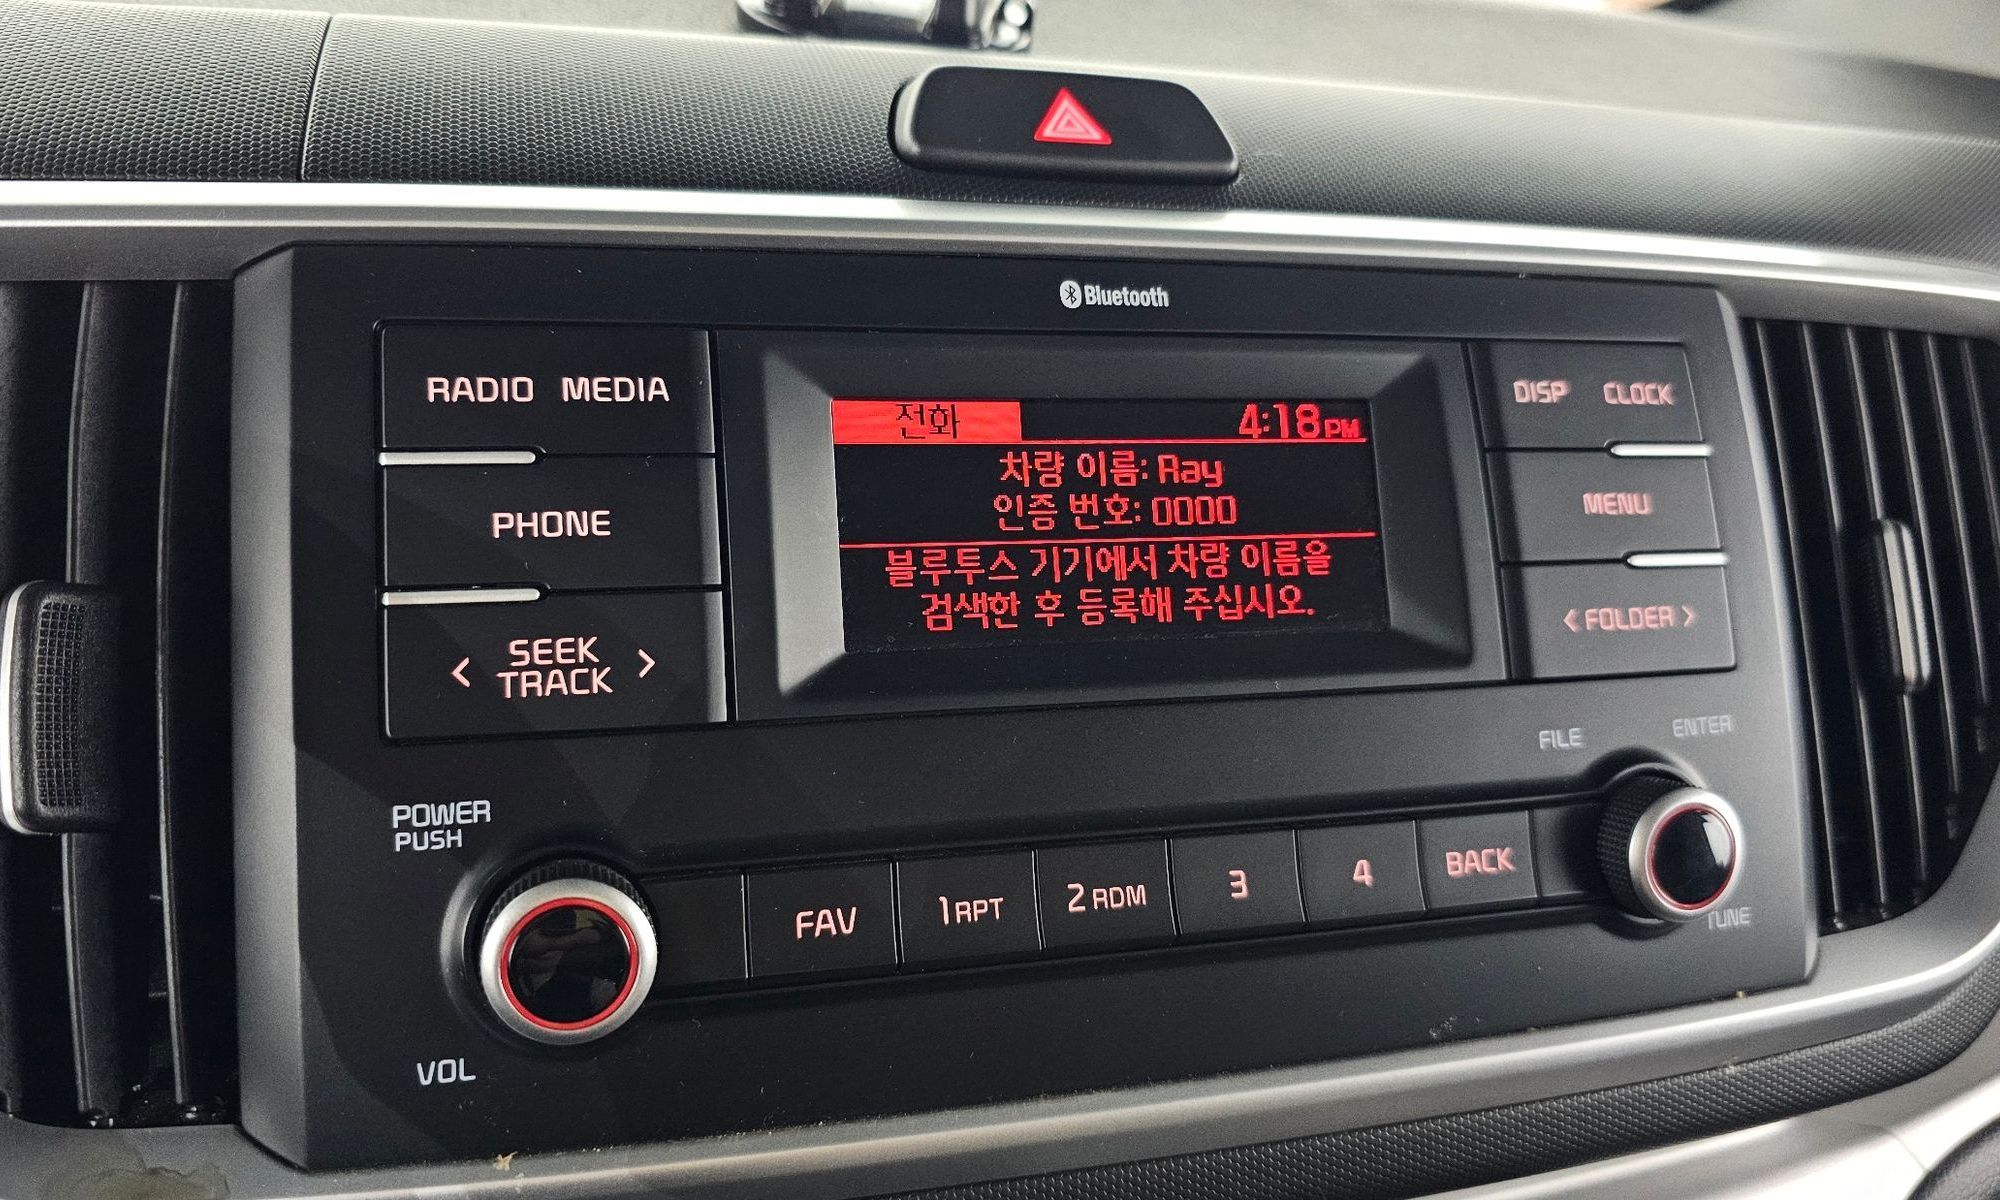 Bluetooth
RADIO MEDIA
PHONE
< SEEK TRACK >
전화 4:18PM
차량 이름: Ray
인증 번호: 0000
블루투스 기기에서 차량 이름을
검색한 후 등록해 주십시오.
DISP CLOCK
MENU
< FOLDER >
FILE ENTER
POWER
PUSH
FAV 1 RPT 2 RDM 3 4 BACK
TUNE
VOL